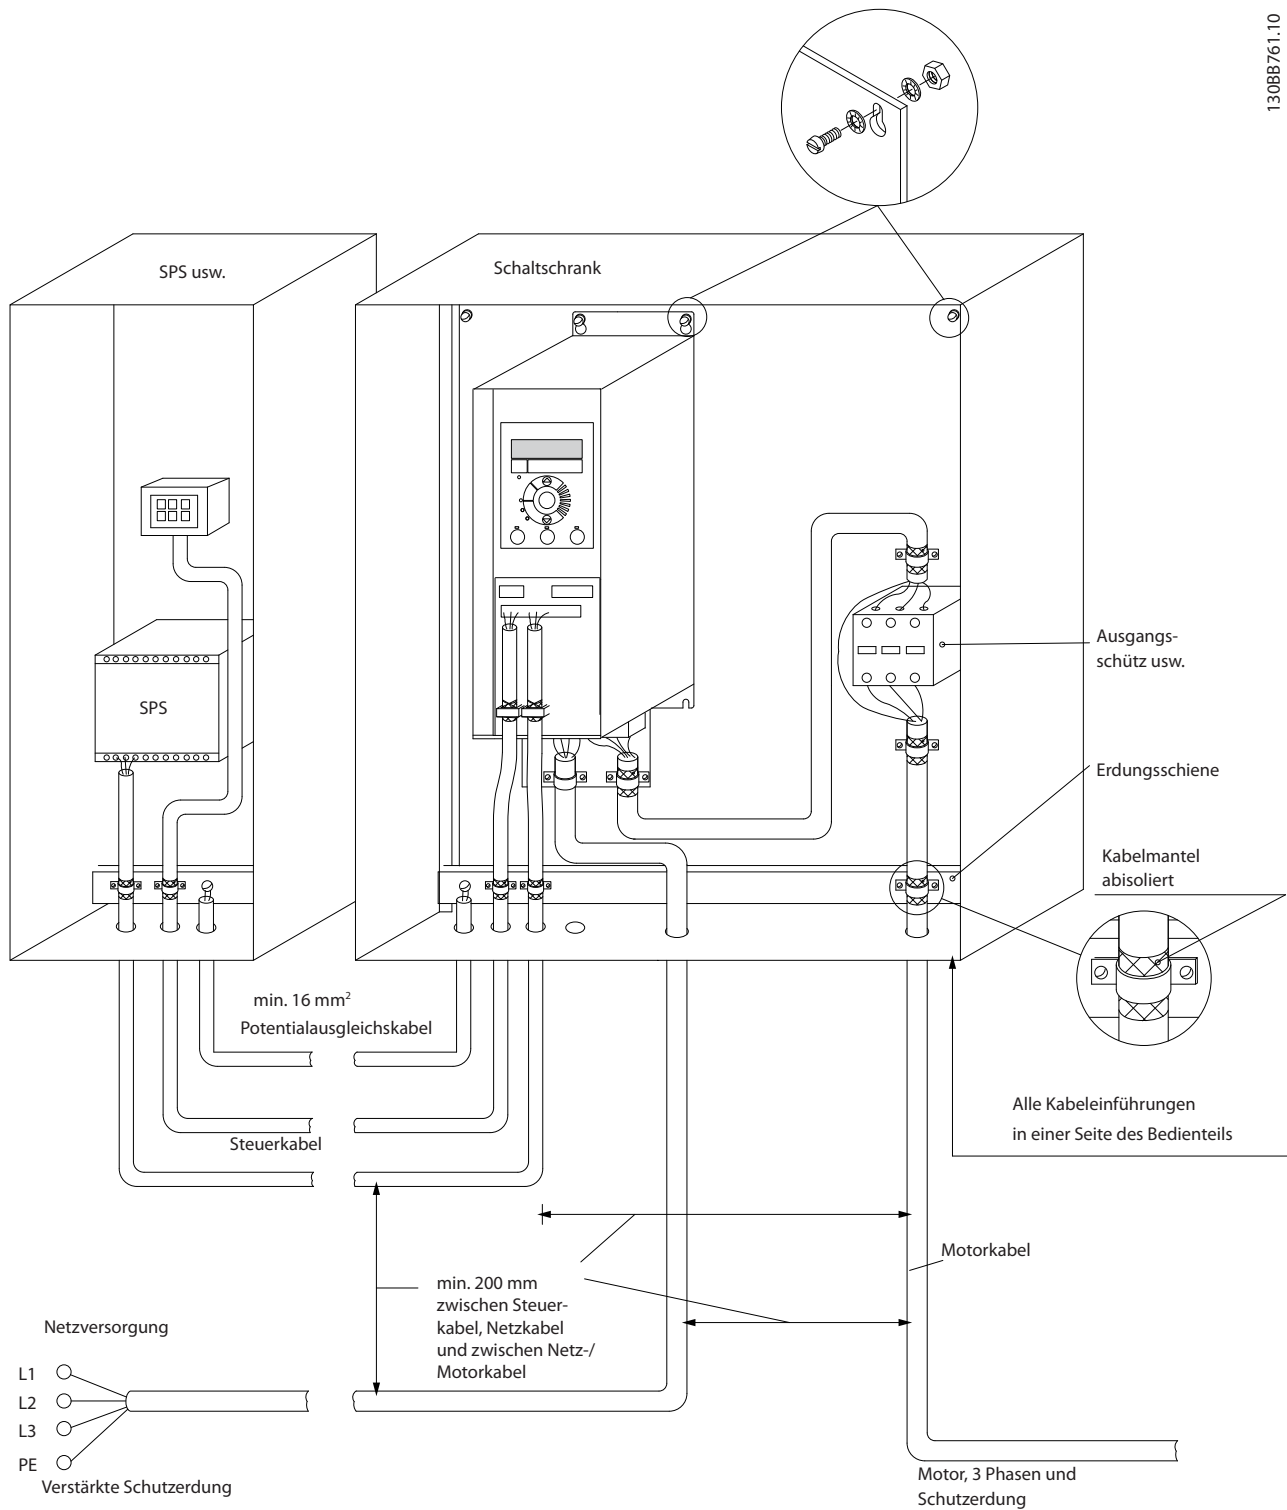 130BB761.10
SPS usw.
Schaltschrank
Ausgangs-
schütz usw.
SPS
Erdungsschiene
Kabelmantel
abisoliert
min. 16 mm²
Potentialausgleichskabel
Alle Kabeleinführungen
in einer Seite des Bedienteils
Steuerkabel
Motorkabel
min. 200 mm
zwischen Steuer-
kabel, Netzkabel
und zwischen Netz-/
Motorkabel
Netzversorgung
L1
L2
L3
PE
Verstärkte Schutzerdung
Motor, 3 Phasen und
Schutzerdung